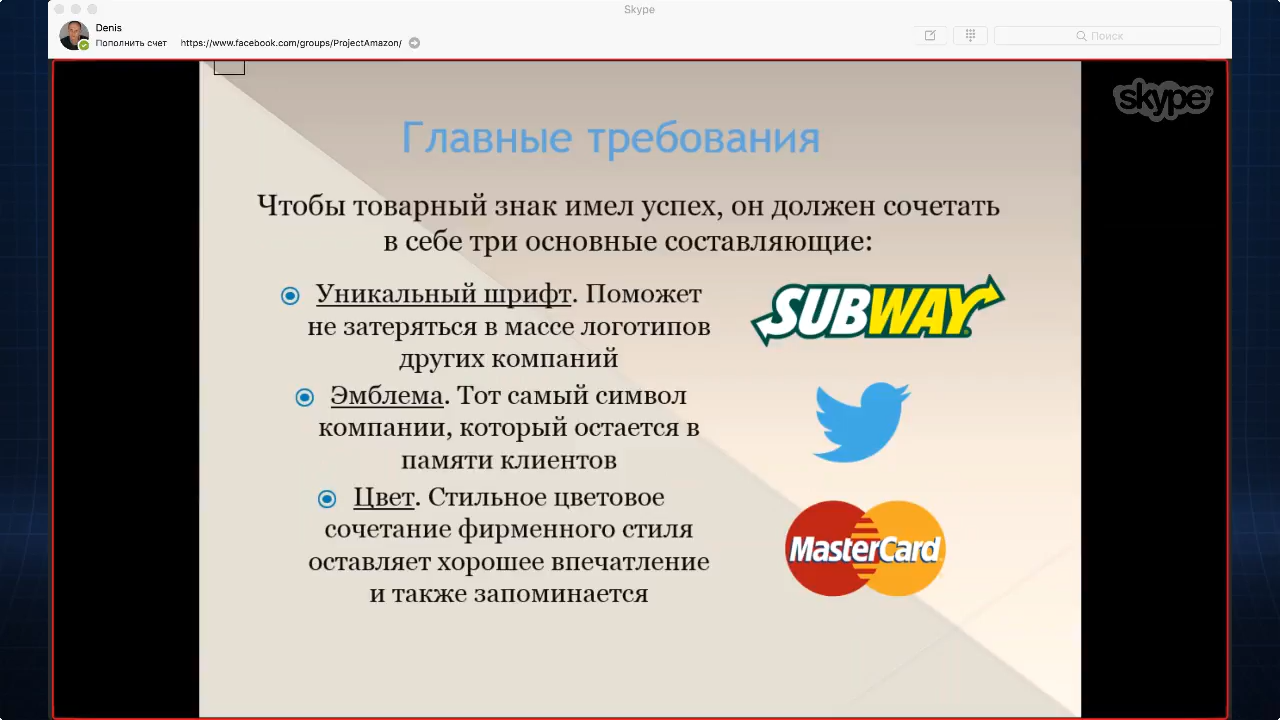 Skype
Denis
Пополнить счет https://www.facebook.com/groups/ProjectAmazon/
Поиск
skype
Главные требования
Чтобы товарный знак имел успех, он должен сочетать
в себе три основные составляющие:
Уникальный шрифт. Поможет
не затеряться в массе логотипов
других компаний
SUBWAY
Эмблема. Тот самый символ
компании, который остается в
памяти клиентов
Цвет. Стильное цветовое
сочетание фирменного стиля
оставляет хорошее впечатление
и также запоминается
MasterCard